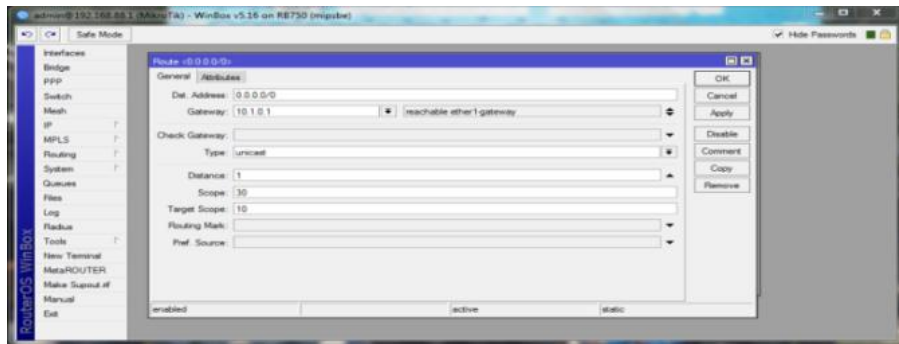 admin@192.168.88.1 (MikroTik) - WinBox v5.16 on RB750 (mipsbe)
Safe Mode
Hide Passwords
Interfaces
Bridge
PPP
Switch
Mesh
IP
MPLS
Routing
System
Queues
Files
Log
Radius
Tools
New Terminal
MetaROUTER
Make Supout.rif
Manual
Exit
RouterOS WinBox
Route <0.0.0.0/0>
General Attributes
Dst. Address: 0.0.0.0/0
Gateway: 10.1.0.1 reachable ether1-gateway
Check Gateway:
Type: unicast
Distance: 1
Scope: 30
Target Scope: 10
Routing Mark:
Pref. Source:
OK
Cancel
Apply
Disable
Comment
Copy
Remove
enabled active static